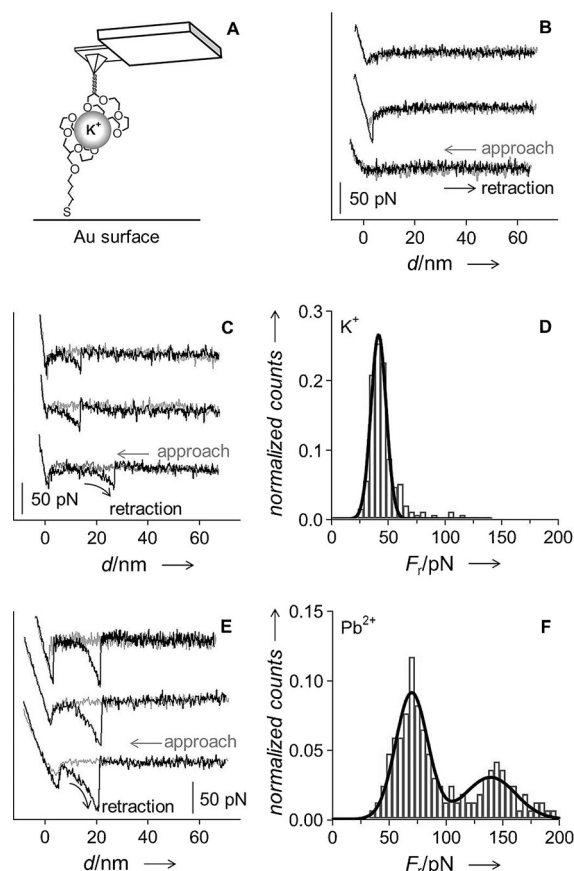 A
K+
O
O
O
O
O
O
O
S
Au surface
B
approach
retraction
50 pN
0 20 40 60
d/nm
C
approach
50 pN
retraction
0 20 40 60
d/nm
D
K+
normalized counts
0.3
0.2
0.1
0.0
0 50 100 150 200
Fr/pN
E
approach
retraction
50 pN
0 20 40 60
d/nm
F
Pb2+
normalized counts
0.15
0.10
0.05
0.00
0 50 100 150 200
Fr/pN